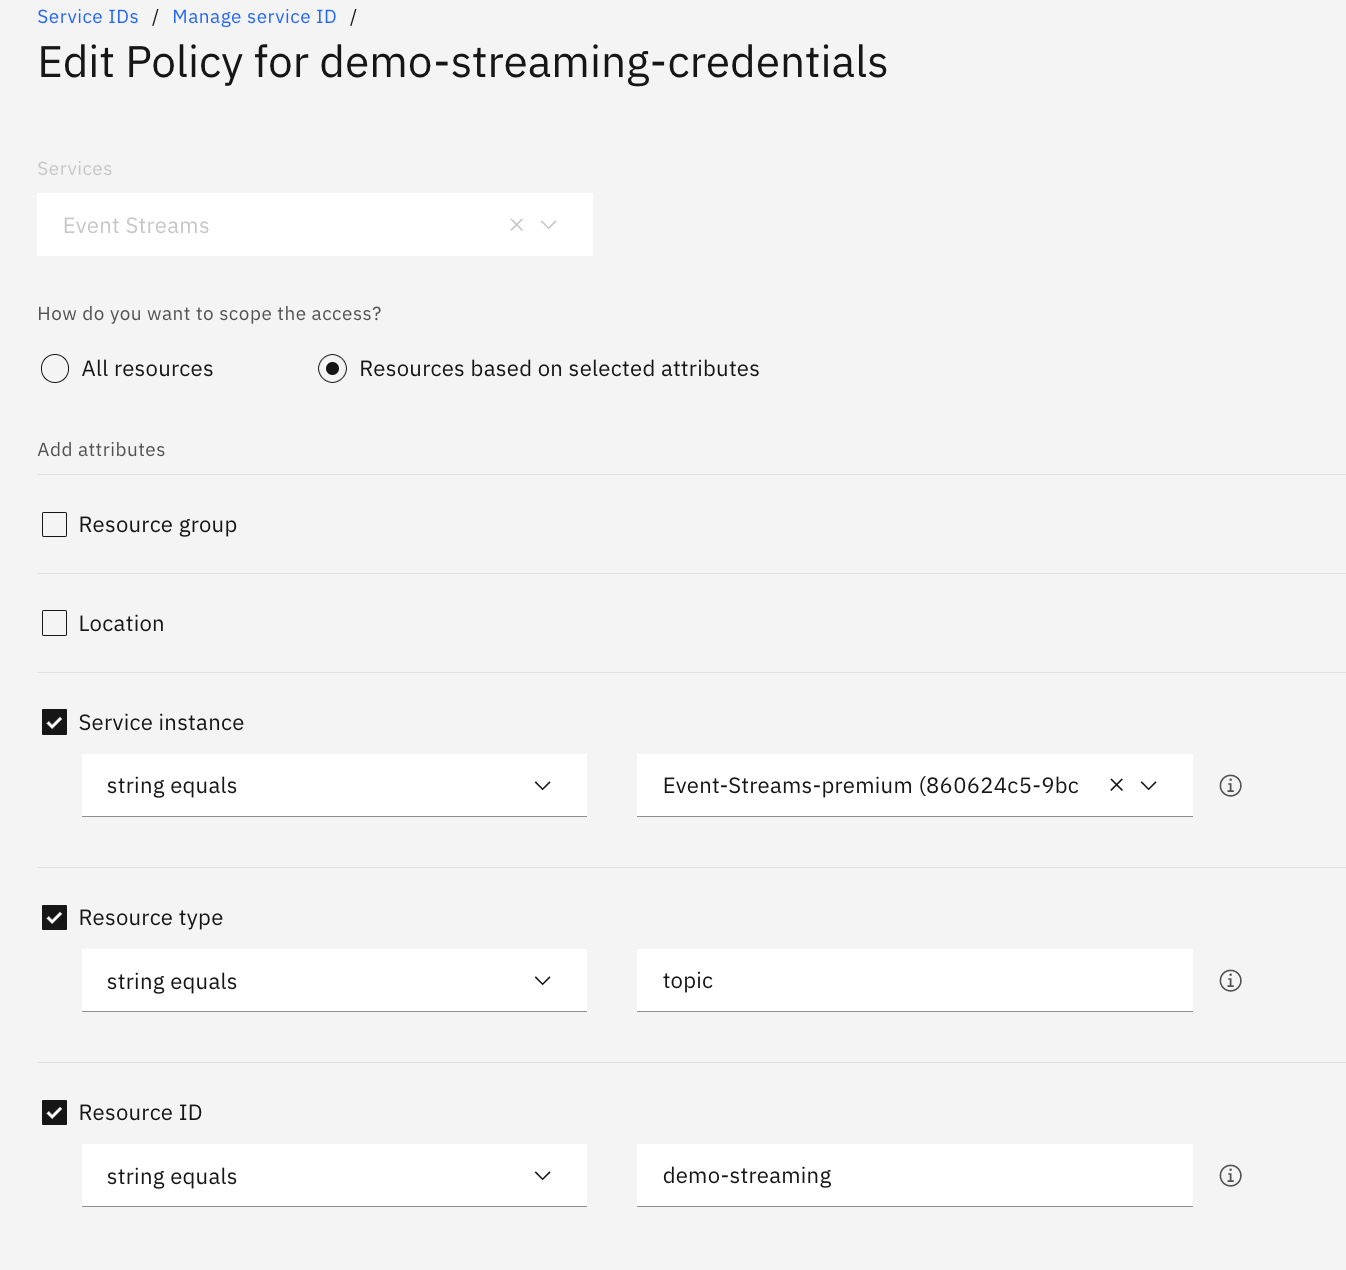 Service IDs / Manage service ID /
Edit Policy for demo-streaming-credentials
Services
Event Streams
How do you want to scope the access?
All resources
Resources based on selected attributes
Add attributes
Resource group
Location
Service instance
string equals
Event-Streams-premium (860624c5-9bc
Resource type
string equals
topic
Resource ID
string equals
demo-streaming